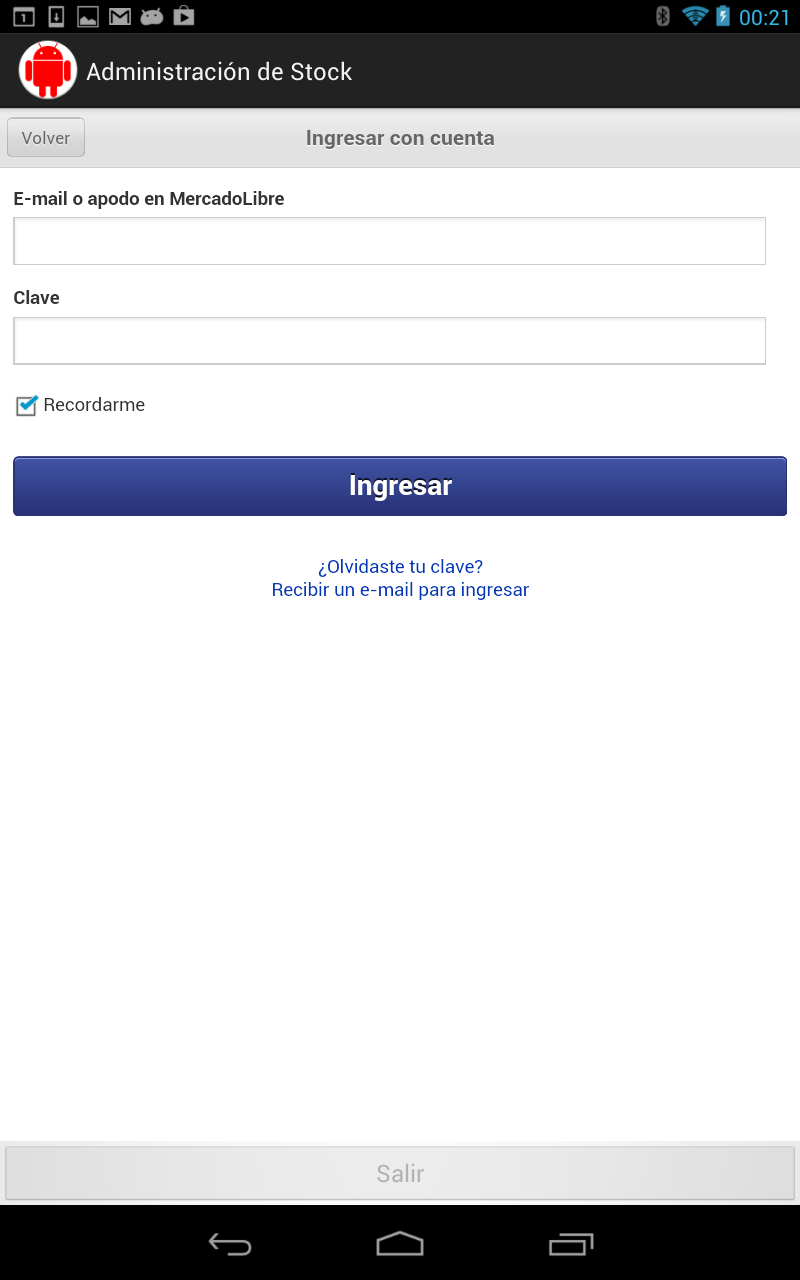 1
00:21
Administración de Stock
Volver
Ingresar con cuenta
E-mail o apodo en MercadoLibre
Clave
Recordarme
Ingresar
¿Olvidaste tu clave?
Recibir un e-mail para ingresar
Salir